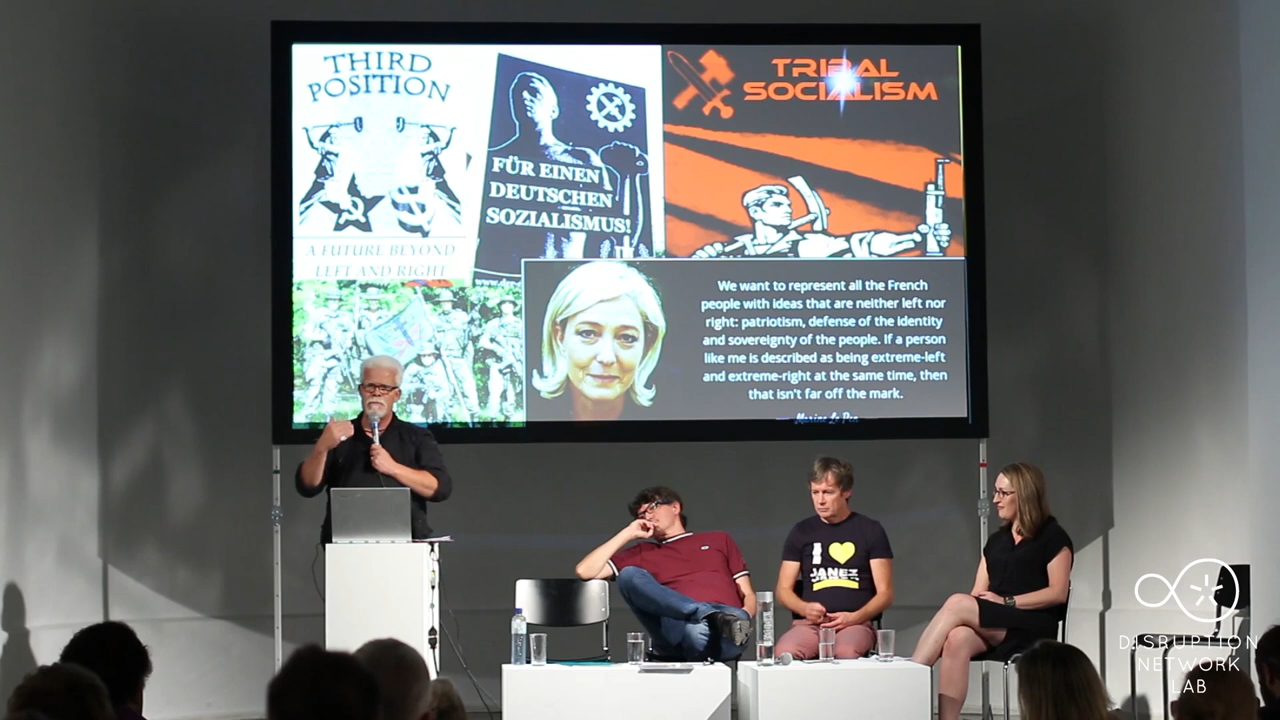 THIRD
POSITION
A FUTURE BEYOND
LEFT AND RIGHT
FÜR EINEN
DEUTSCHEN
SOZIALISMUS!
TRIBAL
SOCIALISM
We want to represent all the French
people with ideas that are neither left nor
right: patriotism, defense of the identity
and sovereignty of the people. If a person
like me is described as being extreme-left
and extreme-right at the same time, then
that isn't far off the mark.
— Marine Le Pen
I
JANEZ
DISRUPTION
NETWORK
LAB